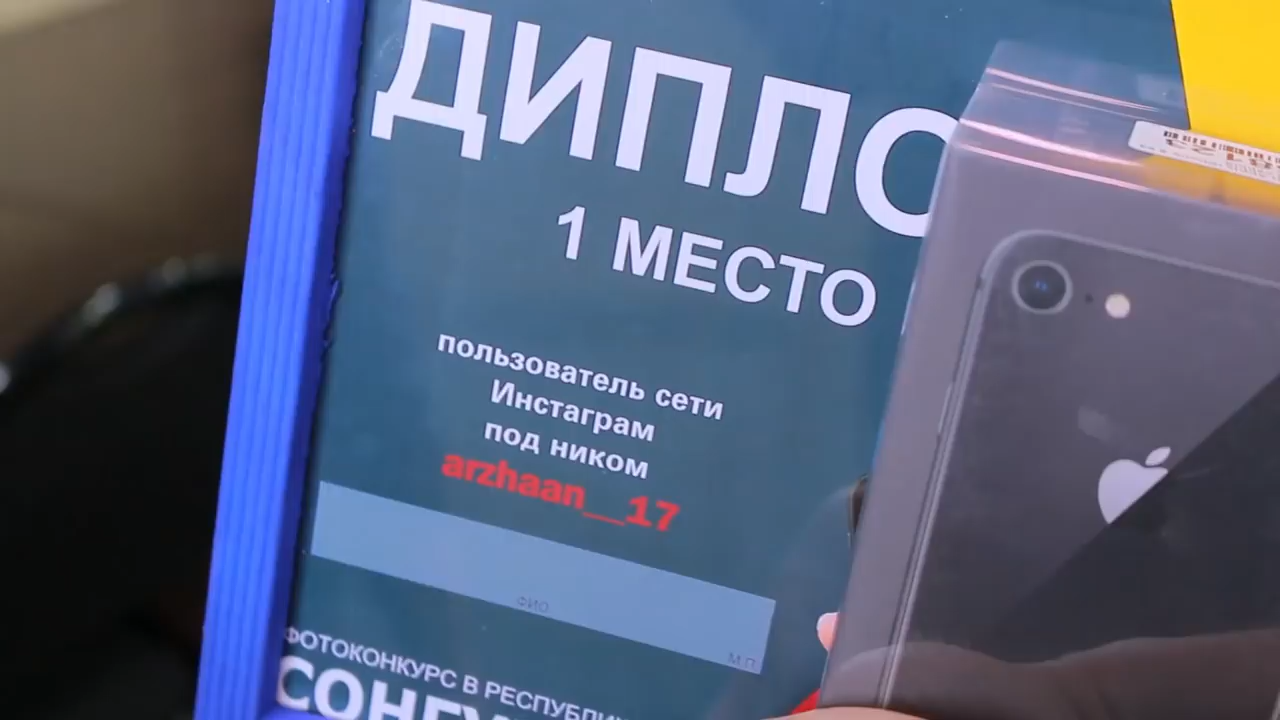 ДИПЛО
1 МЕСТО
пользователь сети
Инстаграм
под ником
arzhaan__17
ФИО
М.П.
ФОТОКОНКУРС В РЕСПУБЛИ